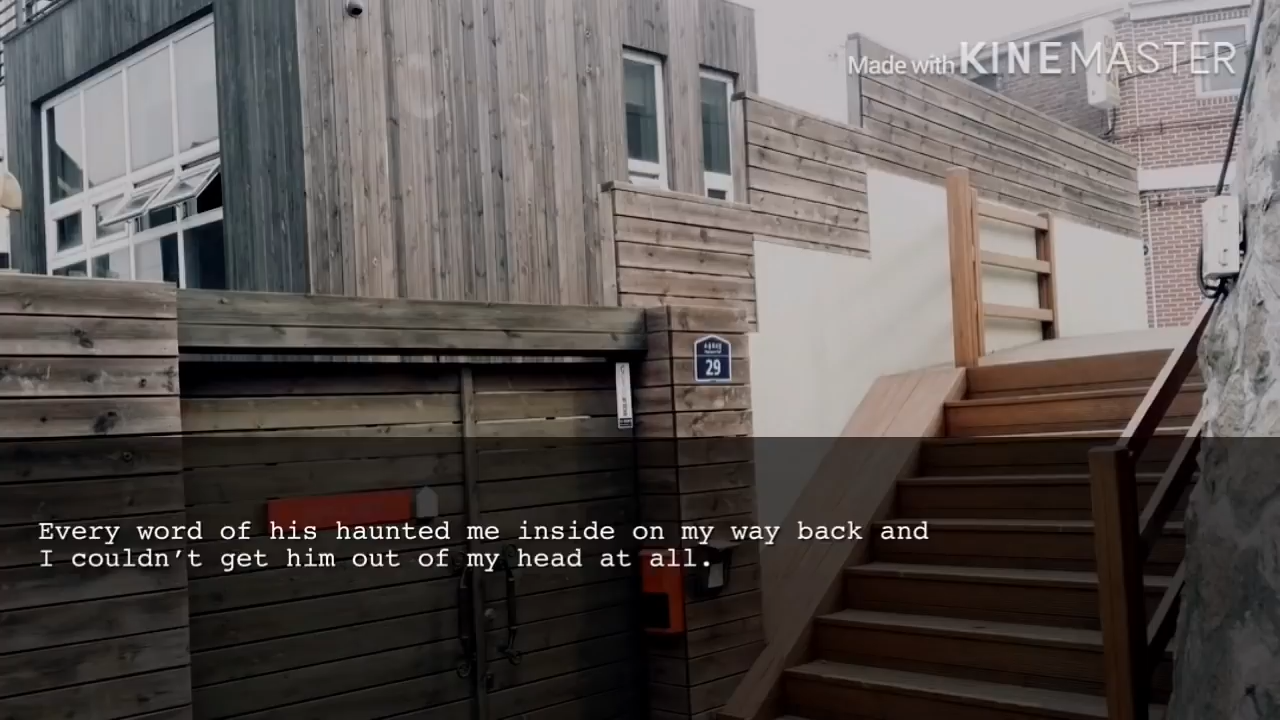 Made with KINEMASTER
29
Every word of his haunted me inside on my way back and
I couldn’t get him out of my head at all.